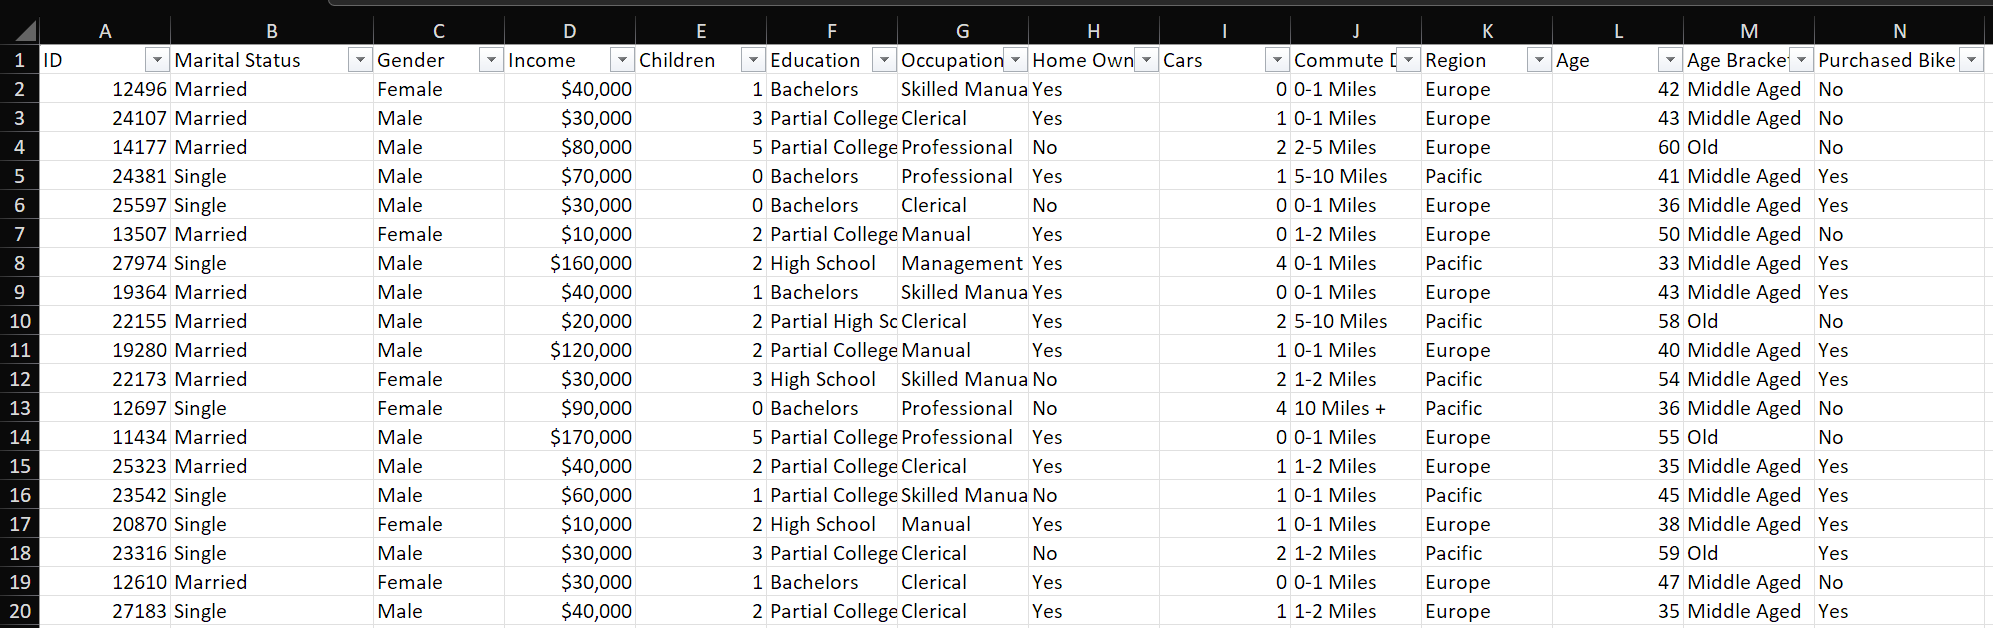 A B C D E F G H I J K L M N
1 ID Marital Status Gender Income Children Education Occupation Home Own Cars Commute D Region Age Age Bracket Purchased Bike
2 12496 Married Female $40,000 1 Bachelors Skilled Manua Yes 0 0-1 Miles Europe 42 Middle Aged No
3 24107 Married Male $30,000 3 Partial College Clerical Yes 1 0-1 Miles Europe 43 Middle Aged No
4 14177 Married Male $80,000 5 Partial College Professional No 2 2-5 Miles Europe 60 Old No
5 24381 Single Male $70,000 0 Bachelors Professional Yes 1 5-10 Miles Pacific 41 Middle Aged Yes
6 25597 Single Male $30,000 0 Bachelors Clerical No 0 0-1 Miles Europe 36 Middle Aged Yes
7 13507 Married Female $10,000 2 Partial College Manual Yes 0 1-2 Miles Europe 50 Middle Aged No
8 27974 Single Male $160,000 2 High School Management Yes 4 0-1 Miles Pacific 33 Middle Aged Yes
9 19364 Married Male $40,000 1 Bachelors Skilled Manua Yes 0 0-1 Miles Europe 43 Middle Aged Yes
10 22155 Married Male $20,000 2 Partial High Sc Clerical Yes 2 5-10 Miles Pacific 58 Old No
11 19280 Married Male $120,000 2 Partial College Manual Yes 1 0-1 Miles Europe 40 Middle Aged Yes
12 22173 Married Female $30,000 3 High School Skilled Manua No 2 1-2 Miles Pacific 54 Middle Aged Yes
13 12697 Single Female $90,000 0 Bachelors Professional No 4 10 Miles + Pacific 36 Middle Aged No
14 11434 Married Male $170,000 5 Partial College Professional Yes 0 0-1 Miles Europe 55 Old No
15 25323 Married Male $40,000 2 Partial College Clerical Yes 1 1-2 Miles Europe 35 Middle Aged Yes
16 23542 Single Male $60,000 1 Partial College Skilled Manua No 1 0-1 Miles Pacific 45 Middle Aged Yes
17 20870 Single Female $10,000 2 High School Manual Yes 1 0-1 Miles Europe 38 Middle Aged Yes
18 23316 Single Male $30,000 3 Partial College Clerical No 2 1-2 Miles Pacific 59 Old Yes
19 12610 Married Female $30,000 1 Bachelors Clerical Yes 0 0-1 Miles Europe 47 Middle Aged No
20 27183 Single Male $40,000 2 Partial College Clerical Yes 1 1-2 Miles Europe 35 Middle Aged Yes